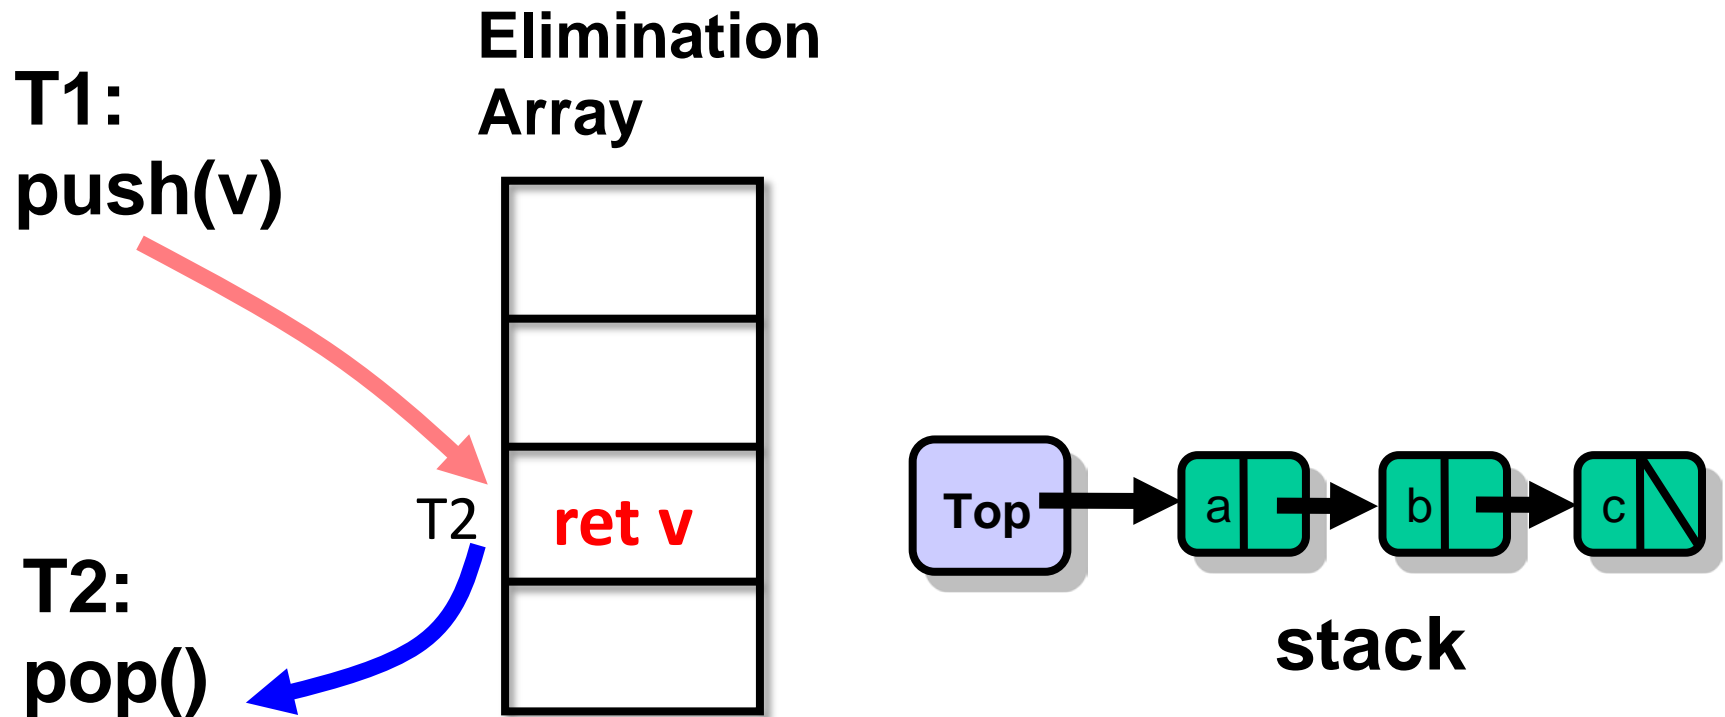 Elimination
Array
T1:
push(v)
T2
ret v
T2:
pop()
Top
a
b
c
stack